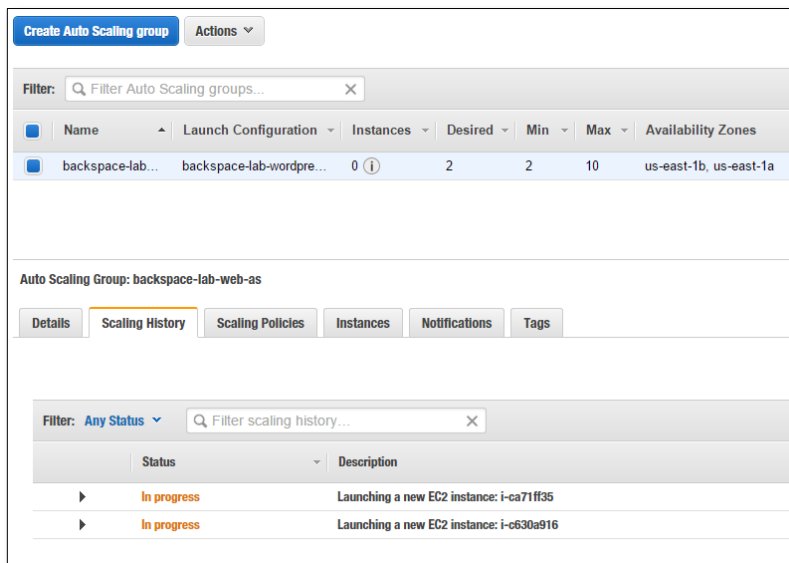 Create Auto Scaling group Actions
Filter: Filter Auto Scaling groups...
Name Launch Configuration Instances Desired Min Max Availability Zones
backspace-lab... backspace-lab-wordpre... 0 2 2 10 us-east-1b, us-east-1a
Auto Scaling Group: backspace-lab-web-as
Details Scaling History Scaling Policies Instances Notifications Tags
Filter: Any Status Filter scaling history...
Status Description
In progress Launching a new EC2 instance: i-ca71ff35
In progress Launching a new EC2 instance: i-c630a916